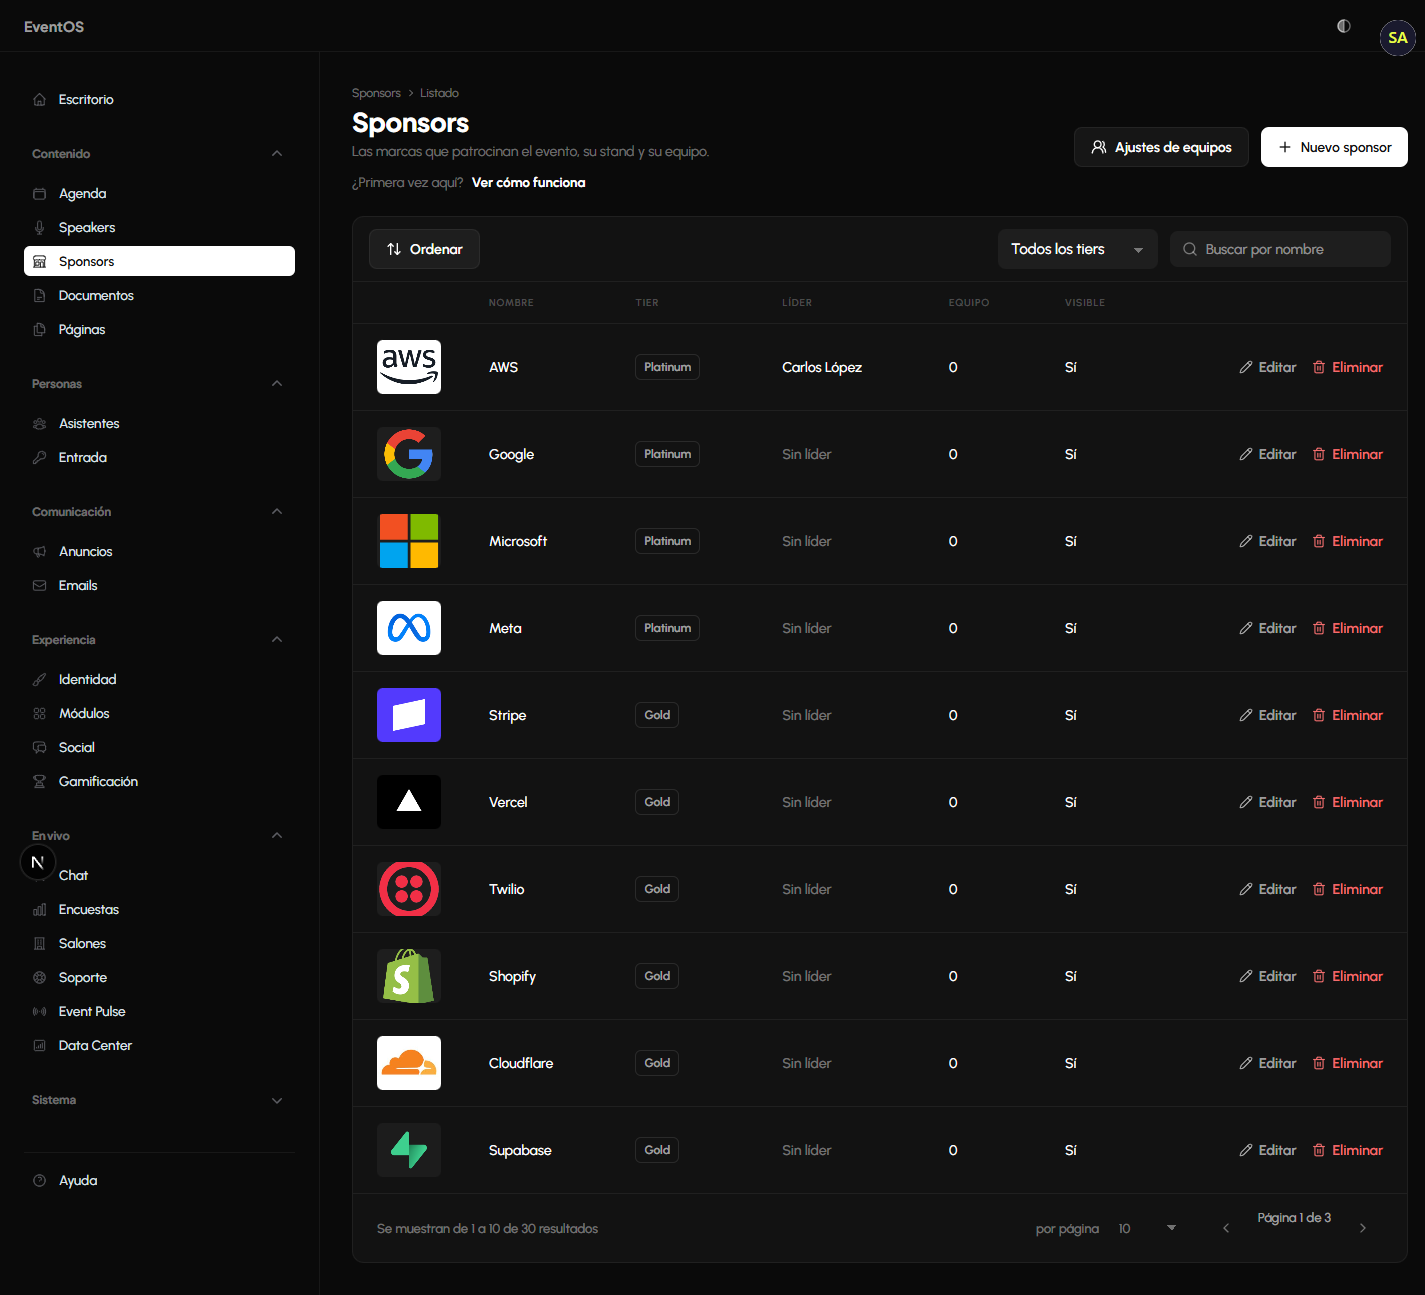 EventOS
SA
Escritorio
Contenido
Agenda
Speakers
Sponsors
Documentos
Páginas
Personas
Asistentes
Entrada
Comunicación
Anuncios
Emails
Experiencia
Identidad
Módulos
Social
Gamificación
En vivo
N
Chat
Encuestas
Salones
Soporte
Event Pulse
Data Center
Sistema
Ayuda
Sponsors > Listado
Sponsors
Las marcas que patrocinan el evento, su stand y su equipo.
¿Primera vez aquí? Ver cómo funciona
Ajustes de equipos
+ Nuevo sponsor
Ordenar
Todos los tiers
Buscar por nombre
NOMBRE TIER LÍDER EQUIPO VISIBLE
aws AWS Platinum Carlos López 0 Sí Editar Eliminar
G Google Platinum Sin líder 0 Sí Editar Eliminar
Microsoft Platinum Sin líder 0 Sí Editar Eliminar
Meta Platinum Sin líder 0 Sí Editar Eliminar
Stripe Gold Sin líder 0 Sí Editar Eliminar
Vercel Gold Sin líder 0 Sí Editar Eliminar
Twilio Gold Sin líder 0 Sí Editar Eliminar
S Shopify Gold Sin líder 0 Sí Editar Eliminar
Cloudflare Gold Sin líder 0 Sí Editar Eliminar
Supabase Gold Sin líder 0 Sí Editar Eliminar
Se muestran de 1 a 10 de 30 resultados
por página 10
Página 1 de 3